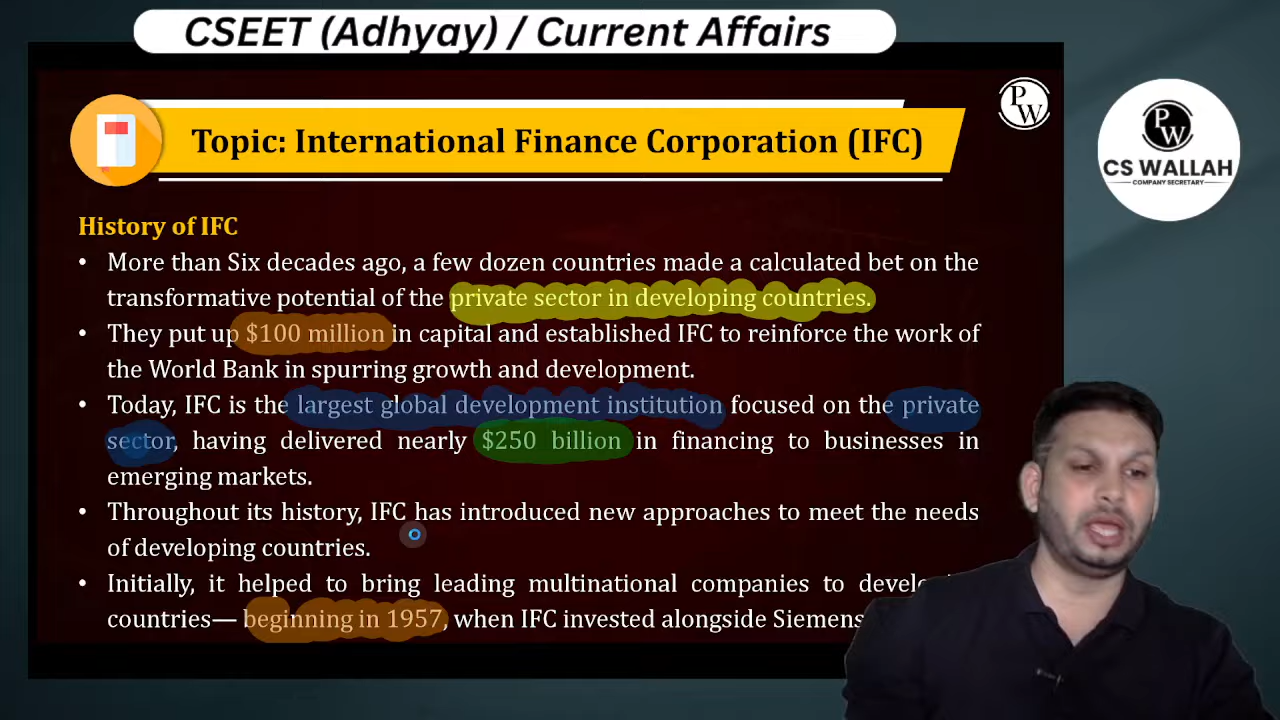 CSEET (Adhyay) / Current Affairs
Topic: International Finance Corporation (IFC)
PW
PW
CS WALLAH
COMPANY SECRETARY
History of IFC
• More than Six decades ago, a few dozen countries made a calculated bet on the
transformative potential of the private sector in developing countries.
• They put up $100 million in capital and established IFC to reinforce the work of
the World Bank in spurring growth and development.
• Today, IFC is the largest global development institution focused on the private
sector, having delivered nearly $250 billion in financing to businesses in
emerging markets.
• Throughout its history, IFC has introduced new approaches to meet the needs
of developing countries.
• Initially, it helped to bring leading multinational companies to
countries— beginning in 1957, when IFC invested alongside Siemens